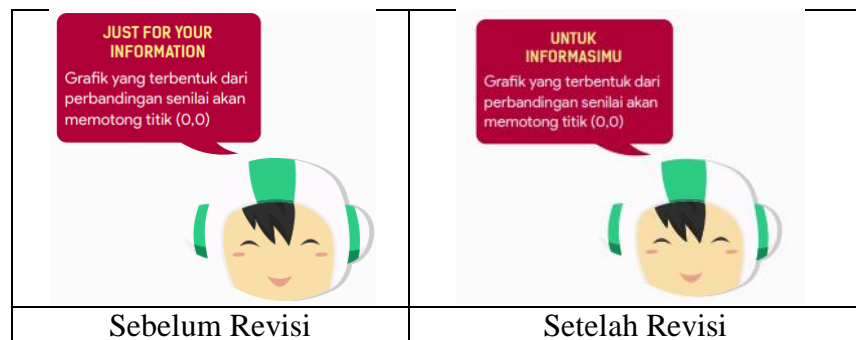 JUST FOR YOUR
INFORMATION
Grafik yang terbentuk dari
perbandingan senilai akan
memotong titik (0,0)
UNTUK
INFORMASIMU
Grafik yang terbentuk dari
perbandingan senilai akan
memotong titik (0,0)
Sebelum Revisi
Setelah Revisi